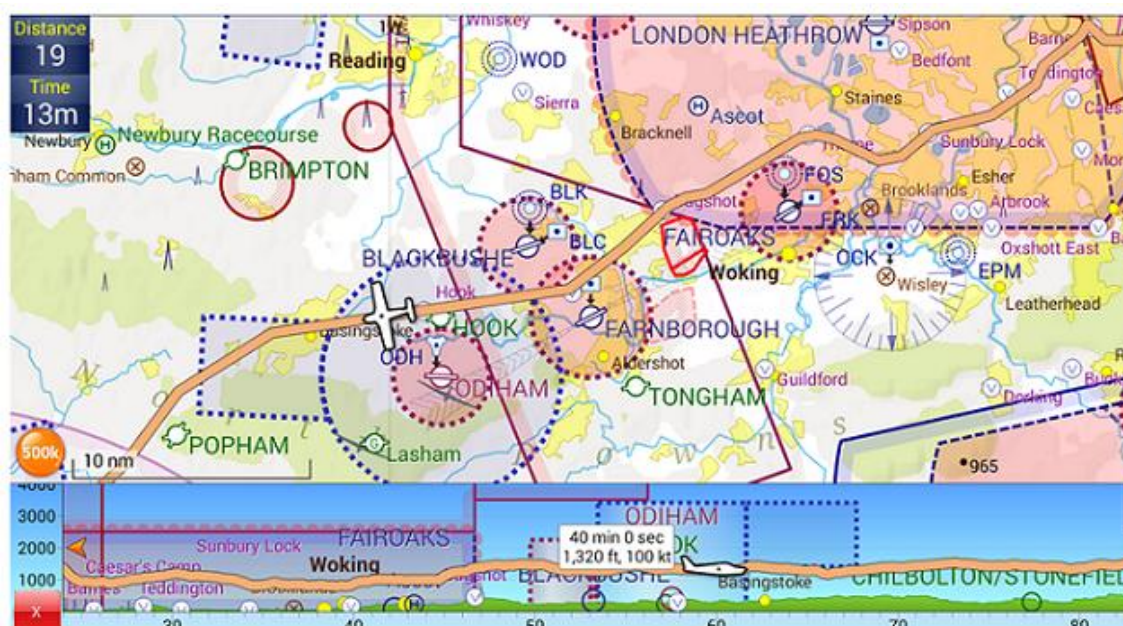 Distance
19
Time
13m
Whiskey
LONDON HEATHROW
Sipson
Bedfont
Reading
WOD
Sierra
Staines
Ascot
Bracknell
Sunbury Lock
Newbury
Newbury Racecourse
BRIMPTON
FOS
Esher
Brooklands
Arbrook
BLK
BLC
FRK
FAIROAKS
Oxshott East
BLACKBUSHE
OCK
EPM
Woking
Wisley
Leatherhead
Hook
HOOK
FARNBOROUGH
ODH
Aldershot
ODIHAM
TONGHAM
Guildford
Dorking
POPHAM
Lasham
G
500k
10 nm
965
4000
3000
2000
1000
Sunbury Lock
FAIROAKS
ODIHAM
40 min 0 sec
1,320 ft, 100 kt
Caesar's Camp
Woking
Teddington
BLACKBUSHE
Basingstoke
CHILBOLTON/STONEFIEL
X
30
40
50
60
70
80